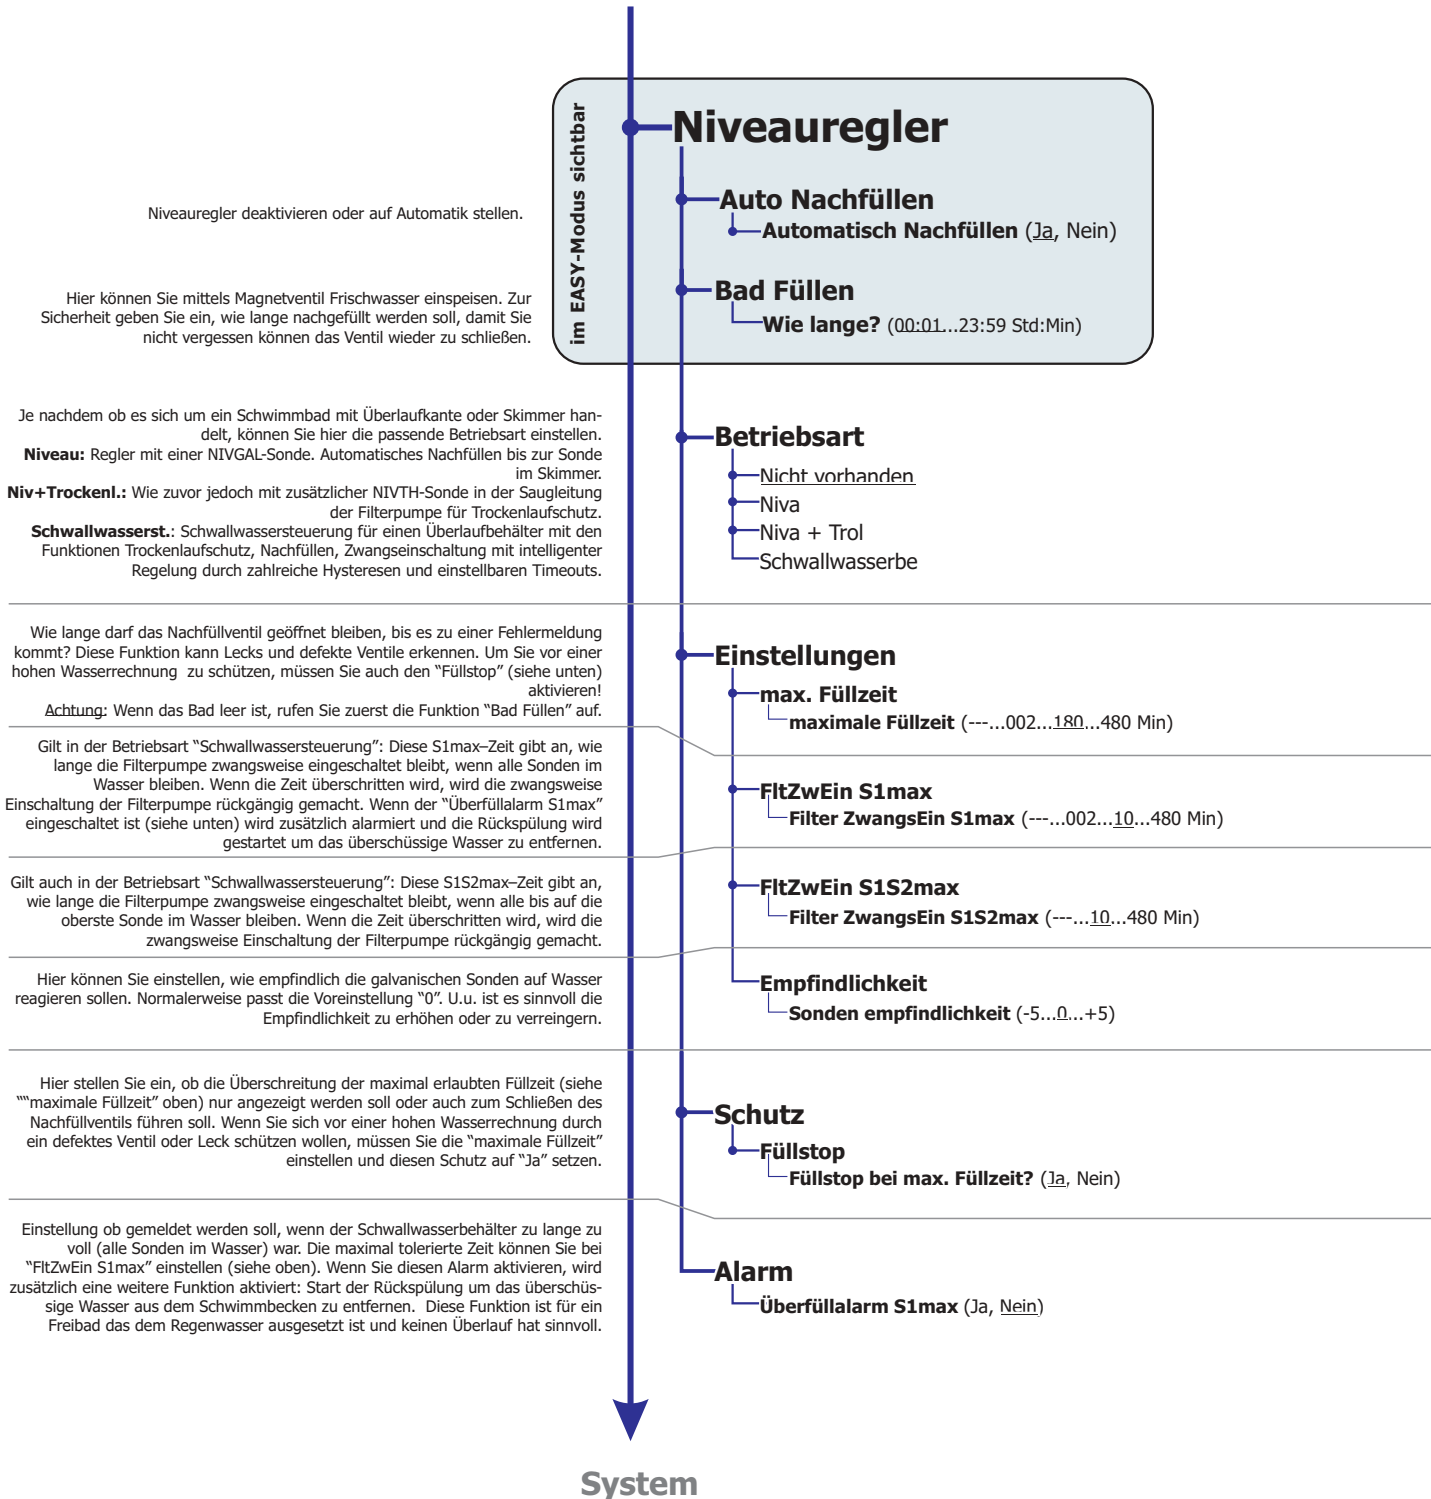 im EASY-Modus sichtbar
Niveauregler
Auto Nachfüllen
Niveauregler deaktivieren oder auf Automatik stellen.
Automatisch Nachfüllen (Ja, Nein)
Bad Füllen
Hier können Sie mittels Magnetventil Frischwasser einspeisen. Zur
Sicherheit geben Sie ein, wie lange nachgefüllt werden soll, damit Sie
nicht vergessen können das Ventil wieder zu schließen.
Wie lange? (00:01...23:59 Std:Min)
Je nachdem ob es sich um ein Schwimmbad mit Überlaufkante oder Skimmer han-
delt, können Sie hier die passende Betriebsart einstellen.
Niveau: Regler mit einer NIVGAL-Sonde. Automatisches Nachfüllen bis zur Sonde
im Skimmer.
Niv+Trockenl.: Wie zuvor jedoch mit zusätzlicher NIVTH-Sonde in der Saugleitung
der Filterpumpe für Trockenlaufschutz.
Schwallwasserst.: Schwallwassersteuerung für einen Überlaufbehälter mit den
Funktionen Trockenlaufschutz, Nachfüllen, Zwangseinschaltung mit intelligenter
Regelung durch zahlreiche Hysteresen und einstellbaren Timeouts.
Betriebsart
Nicht vorhanden
Niva
Niva + Trol
Schwallwasserbe
Wie lange darf das Nachfüllventil geöffnet bleiben, bis es zu einer Fehlermeldung
kommt? Diese Funktion kann Lecks und defekte Ventile erkennen. Um Sie vor einer
hohen Wasserrechnung  zu schützen, müssen Sie auch den “Füllstop” (siehe unten)
aktivieren!
Achtung: Wenn das Bad leer ist, rufen Sie zuerst die Funktion “Bad Füllen” auf.
Einstellungen
max. Füllzeit
maximale Füllzeit (---...002...180...480 Min)
Gilt in der Betriebsart “Schwallwassersteuerung”: Diese S1max–Zeit gibt an, wie
lange die Filterpumpe zwangsweise eingeschaltet bleibt, wenn alle Sonden im
Wasser bleiben. Wenn die Zeit überschritten wird, wird die zwangsweise
Einschaltung der Filterpumpe rückgängig gemacht. Wenn der “Überfüllalarm S1max”
eingeschaltet ist (siehe unten) wird zusätzlich alarmiert und die Rückspülung wird
gestartet um das überschüssige Wasser zu entfernen.
FltZwEin S1max
Filter ZwangsEin S1max (---...002...10...480 Min)
Gilt auch in der Betriebsart “Schwallwassersteuerung”: Diese S1S2max–Zeit gibt an,
wie lange die Filterpumpe zwangsweise eingeschaltet bleibt, wenn alle bis auf die
oberste Sonde im Wasser bleiben. Wenn die Zeit überschritten wird, wird die
zwangsweise Einschaltung der Filterpumpe rückgängig gemacht.
FltZwEin S1S2max
Filter ZwangsEin S1S2max (---...10...480 Min)
Hier können Sie einstellen, wie empfindlich die galvanischen Sonden auf Wasser
reagieren sollen. Normalerweise passt die Voreinstellung “0”. U.u. ist es sinnvoll die
Empfindlichkeit zu erhöhen oder zu verreingern.
Empfindlichkeit
Sonden empfindlichkeit (-5...0...+5)
Hier stellen Sie ein, ob die Überschreitung der maximal erlaubten Füllzeit (siehe
““maximale Füllzeit” oben) nur angezeigt werden soll oder auch zum Schließen des
Nachfüllventils führen soll. Wenn Sie sich vor einer hohen Wasserrechnung durch
ein defektes Ventil oder Leck schützen wollen, müssen Sie die “maximale Füllzeit”
einstellen und diesen Schutz auf “Ja” setzen.
Schutz
Füllstop
Füllstop bei max. Füllzeit? (Ja, Nein)
Einstellung ob gemeldet werden soll, wenn der Schwallwasserbehälter zu lange zu
voll (alle Sonden im Wasser) war. Die maximal tolerierte Zeit können Sie bei
“FltZwEin S1max” einstellen (siehe oben). Wenn Sie diesen Alarm aktivieren, wird
zusätzlich eine weitere Funktion aktiviert: Start der Rückspülung um das überschüs-
sige Wasser aus dem Schwimmbecken zu entfernen.  Diese Funktion ist für ein
Freibad das dem Regenwasser ausgesetzt ist und keinen Überlauf hat sinnvoll.
Alarm
Überfüllalarm S1max (Ja, Nein)
System